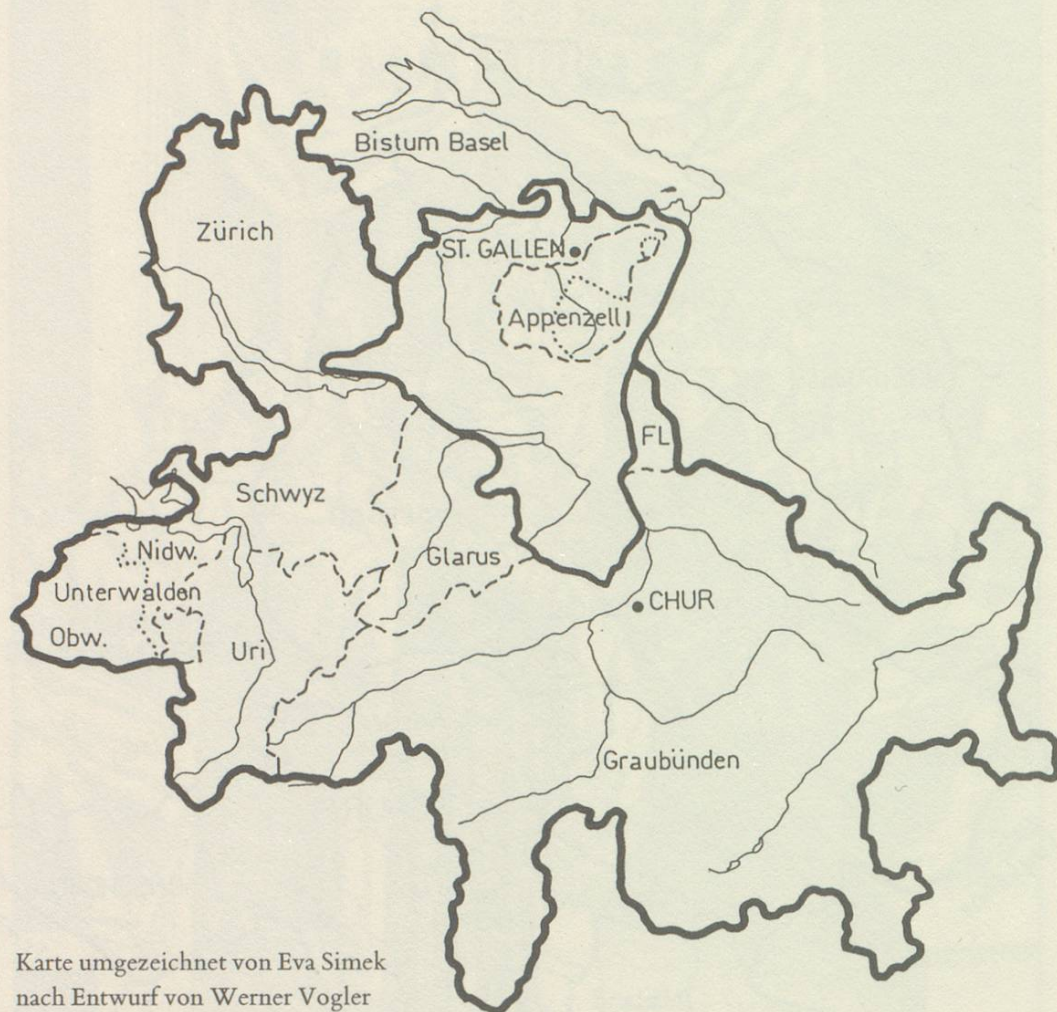 Bistum Basel
Zürich
ST. GALLEN
Appenzell
FL
Schwyz
Nidw.
Glarus
Unterwalden
CHUR
Obw.
Uri
Graubünden
Karte umgezeichnet von Eva Simek
nach Entwurf von Werner Vogler